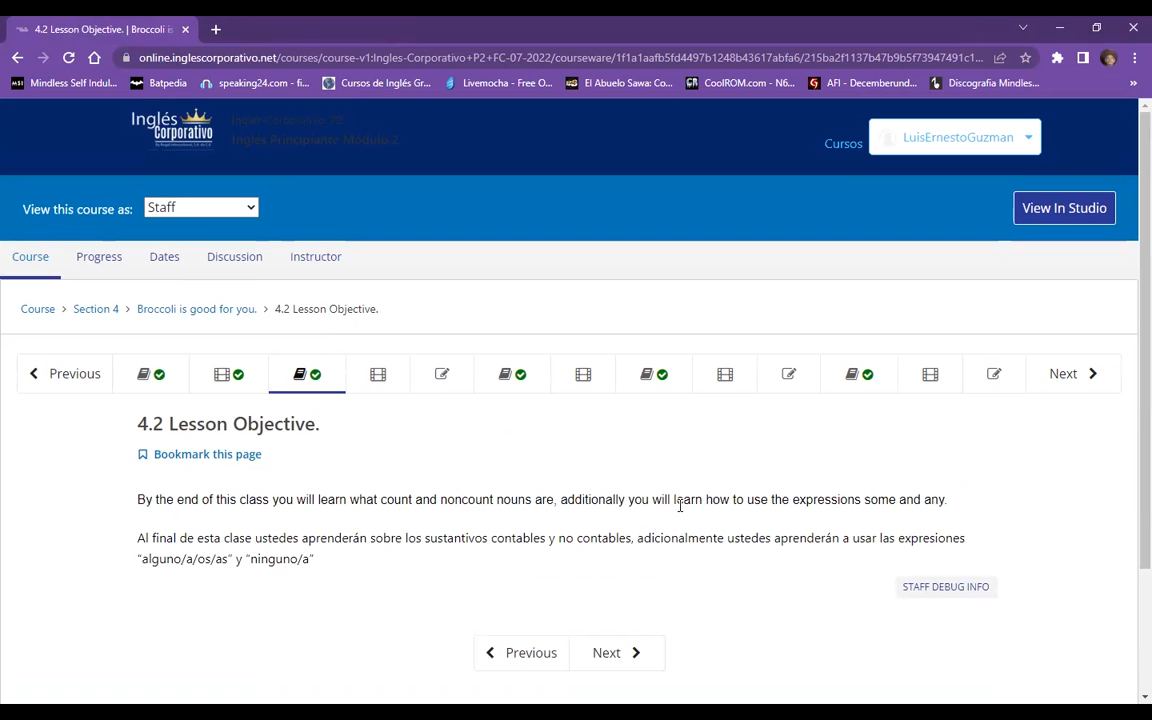 4.2 Lesson Objective. | Broccoli is
online.inglescorporativo.net/courses/course-v1:Ingles-Corporativo+P2+FC-07-2022/courseware/1f1a1aafb5fd4497b1248b43617abfa6/215ba2f1137b47b9b5f73947491c1...
Mindless Self Indul... Batpedia speaking24.com - fi... Cursos de Inglés Gr... Livemocha - Free O... El Abuelo Sawa: Co... CoolROM.com - N6... AFI - Decemberund... Discografia Mindles... »
Inglés Corporativo
Inglés Principiante Módulo 2
Cursos LuisErnestoGuzman
View this course as: Staff View In Studio
Course Progress Dates Discussion Instructor
Course > Section 4 > Broccoli is good for you. > 4.2 Lesson Objective.
Previous Next
4.2 Lesson Objective.
Bookmark this page
By the end of this class you will learn what count and noncount nouns are, additionally you will learn how to use the expressions some and any.
Al final de esta clase ustedes aprenderán sobre los sustantivos contables y no contables, adicionalmente ustedes aprenderán a usar las expresiones
“alguno/a/os/as” y “ninguno/a”
STAFF DEBUG INFO
Previous Next